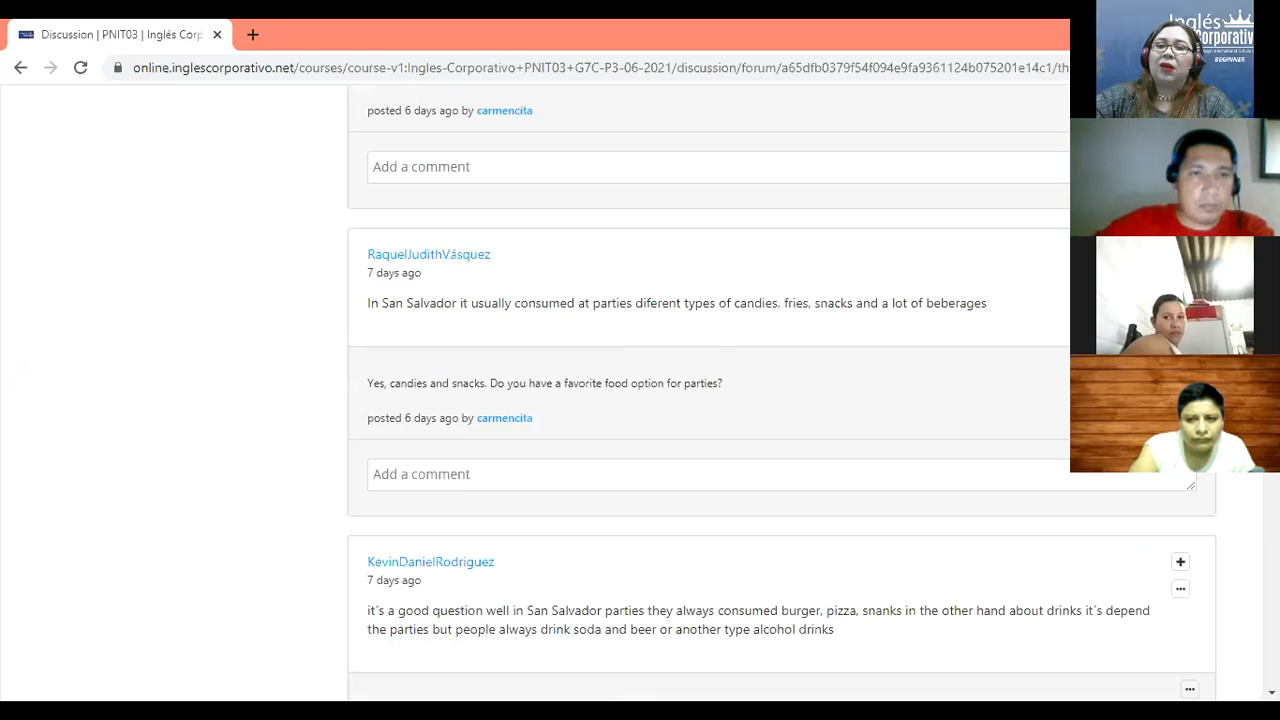 Discussion | PNIT03 | Inglés Corp
online.inglescorporativo.net/courses/course-v1:Ingles-Corporativo+PNIT03+G7C-P3-06-2021/discussion/forum/c5dfb0379f54f094e9fa9361124b075201e14c1/th
Inglés
Corporativo
BEGINNER
posted 6 days ago by carmencita
Add a comment
RaquelJudithVásquez
7 days ago
In San Salvador it usually consumed at parties diferent types of candies, fries, snacks and a lot of beberages
Yes, candies and snacks. Do you have a favorite food option for parties?
posted 6 days ago by carmencita
Add a comment
KevinDanielRodriguez
7 days ago
it´s a good question well in San Salvador parties they always consumed burger, pizza, snanks in the other hand about drinks it´s depend
the parties but people always drink soda and beer or another type alcohol drinks